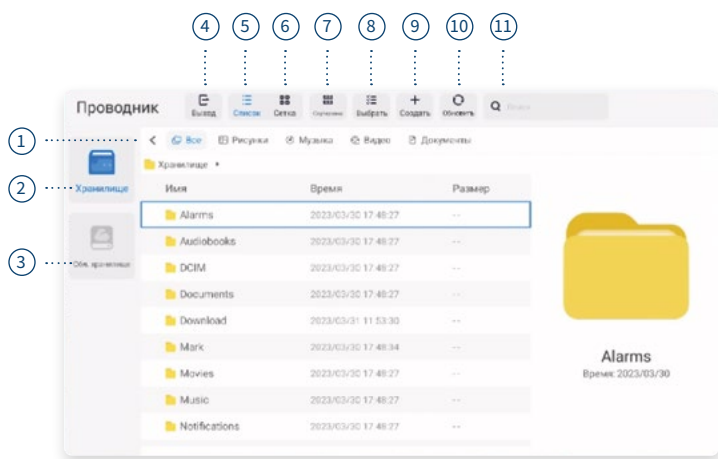 4 5 6 7 8 9 10 11
Проводник
Выход Список Сетка Выбрать Создать Обновить Поиск
1
Все Рисунки Музыка Видео Документы
Хранилище
2
Хранилище
Имя Время Размер
Alarms 2023/03/30 17:48:27 --
Audiobooks 2023/03/30 17:48:27 --
3
Общ. хранилище
DCIM 2023/03/30 17:48:27 --
Documents 2023/03/30 17:48:27 --
Download 2023/03/31 11:53:30 --
Mark 2023/03/30 17:48:34 --
Movies 2023/03/30 17:48:27 --
Music 2023/03/30 17:48:27 --
Notifications 2023/03/30 17:48:27 --
Alarms
Время: 2023/03/30